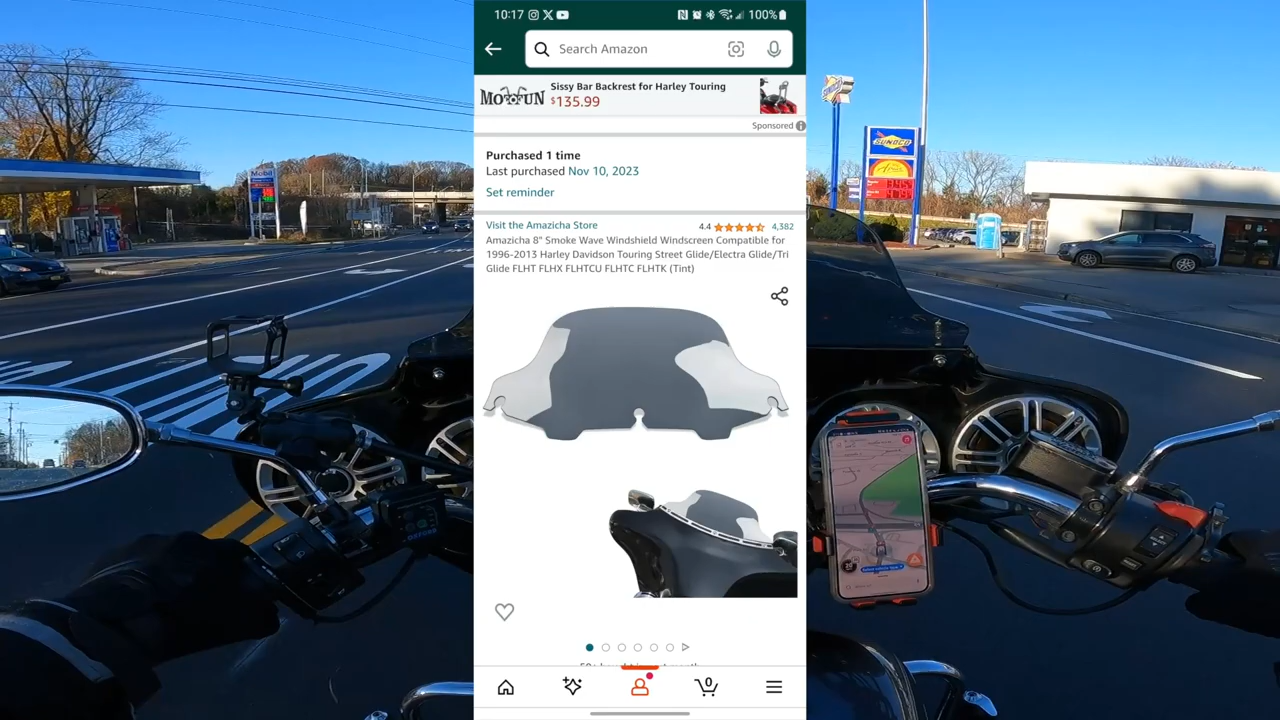 10:17
100%
Search Amazon
MOTOFUN
Sissy Bar Backrest for Harley Touring
$135.99
Sponsored
Purchased 1 time
Last purchased Nov 10, 2023
Set reminder
Visit the Amazicha Store
4.4
4,382
Amazicha 8" Smoke Wave Windshield Windscreen Compatible for
1996-2013 Harley Davidson Touring Street Glide/Electra Glide/Tri
Glide FLHT FLHX FLHTCU FLHTC FLHTK (Tint)
0
Mobil
SUNOCO
OXFORD